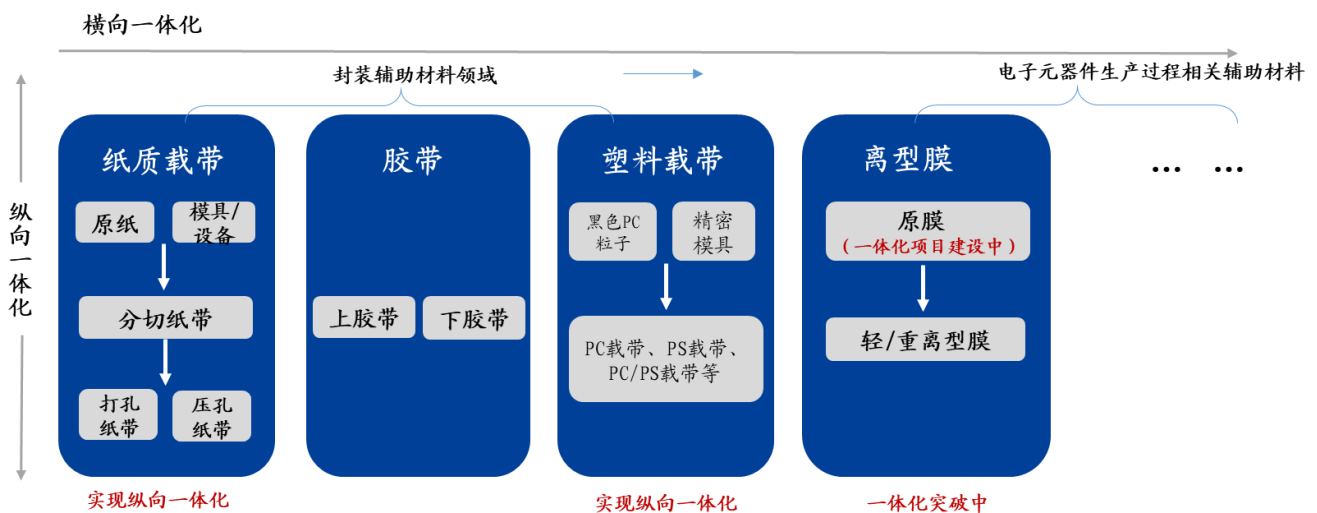 横向一体化
封装辅助材料领域
电子元器件生产过程相关辅助材料
纵向一体化
纸质载带
原纸
模具/
设备
分切纸带
打孔
纸带
压孔
纸带
实现纵向一体化
胶带
上胶带
下胶带
塑料载带
黑色PC
粒子
精密
模具
PC载带、PS载带、
PC/PS载带等
实现纵向一体化
离型膜
原膜
(一体化项目建设中)
轻/重离型膜
一体化突破中
... ...